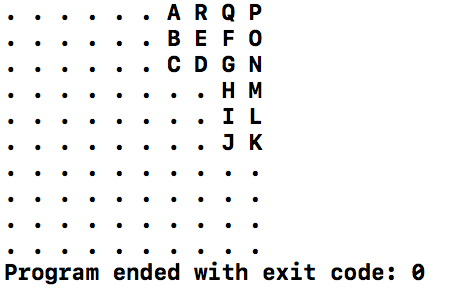 . . . . . . A R Q P
. . . . . . B E F O
. . . . . . C D G N
. . . . . . . . H M
. . . . . . . . I L
. . . . . . . . J K
. . . . . . . . . .
. . . . . . . . . .
. . . . . . . . . .
. . . . . . . . . .
Program ended with exit code: 0